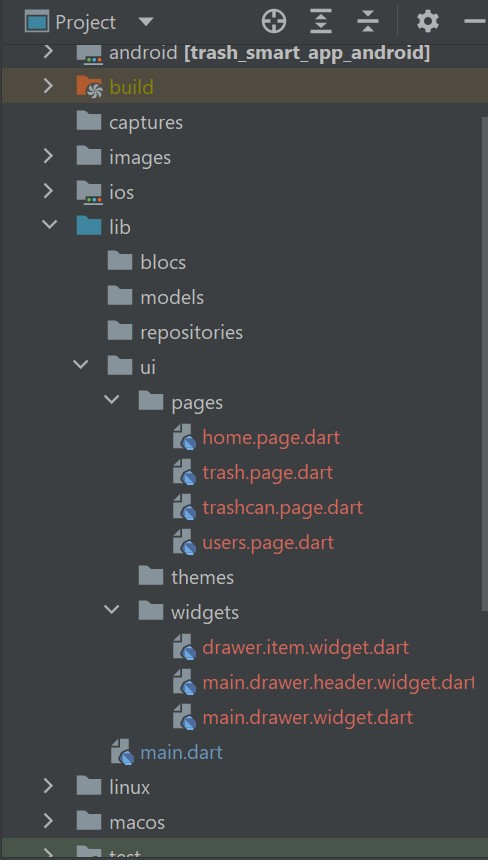 Project
android [trash_smart_app_android]
build
captures
images
ios
lib
blocs
models
repositories
ui
pages
home.page.dart
trash.page.dart
trashcan.page.dart
users.page.dart
themes
widgets
drawer.item.widget.dart
main.drawer.header.widget.dart
main.drawer.widget.dart
main.dart
linux
macos
test